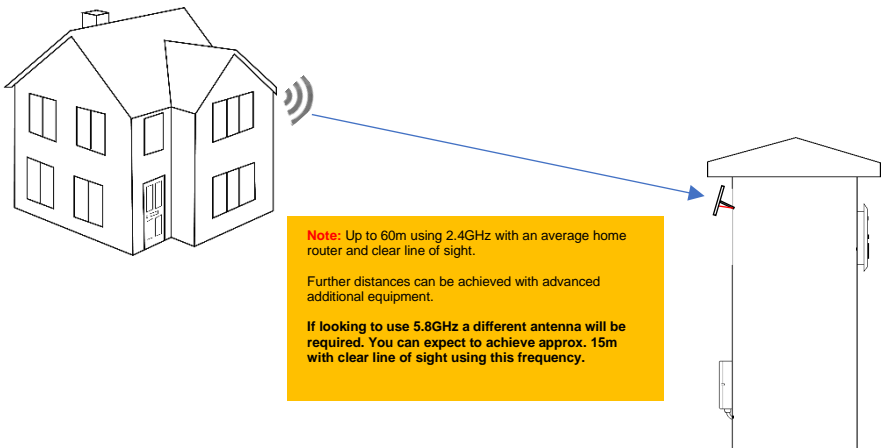 Note: Up to 60m using 2.4GHz with an average home
router and clear line of sight.
Further distances can be achieved with advanced
additional equipment.
If looking to use 5.8GHz a different antenna will be
required. You can expect to achieve approx. 15m
with clear line of sight using this frequency.